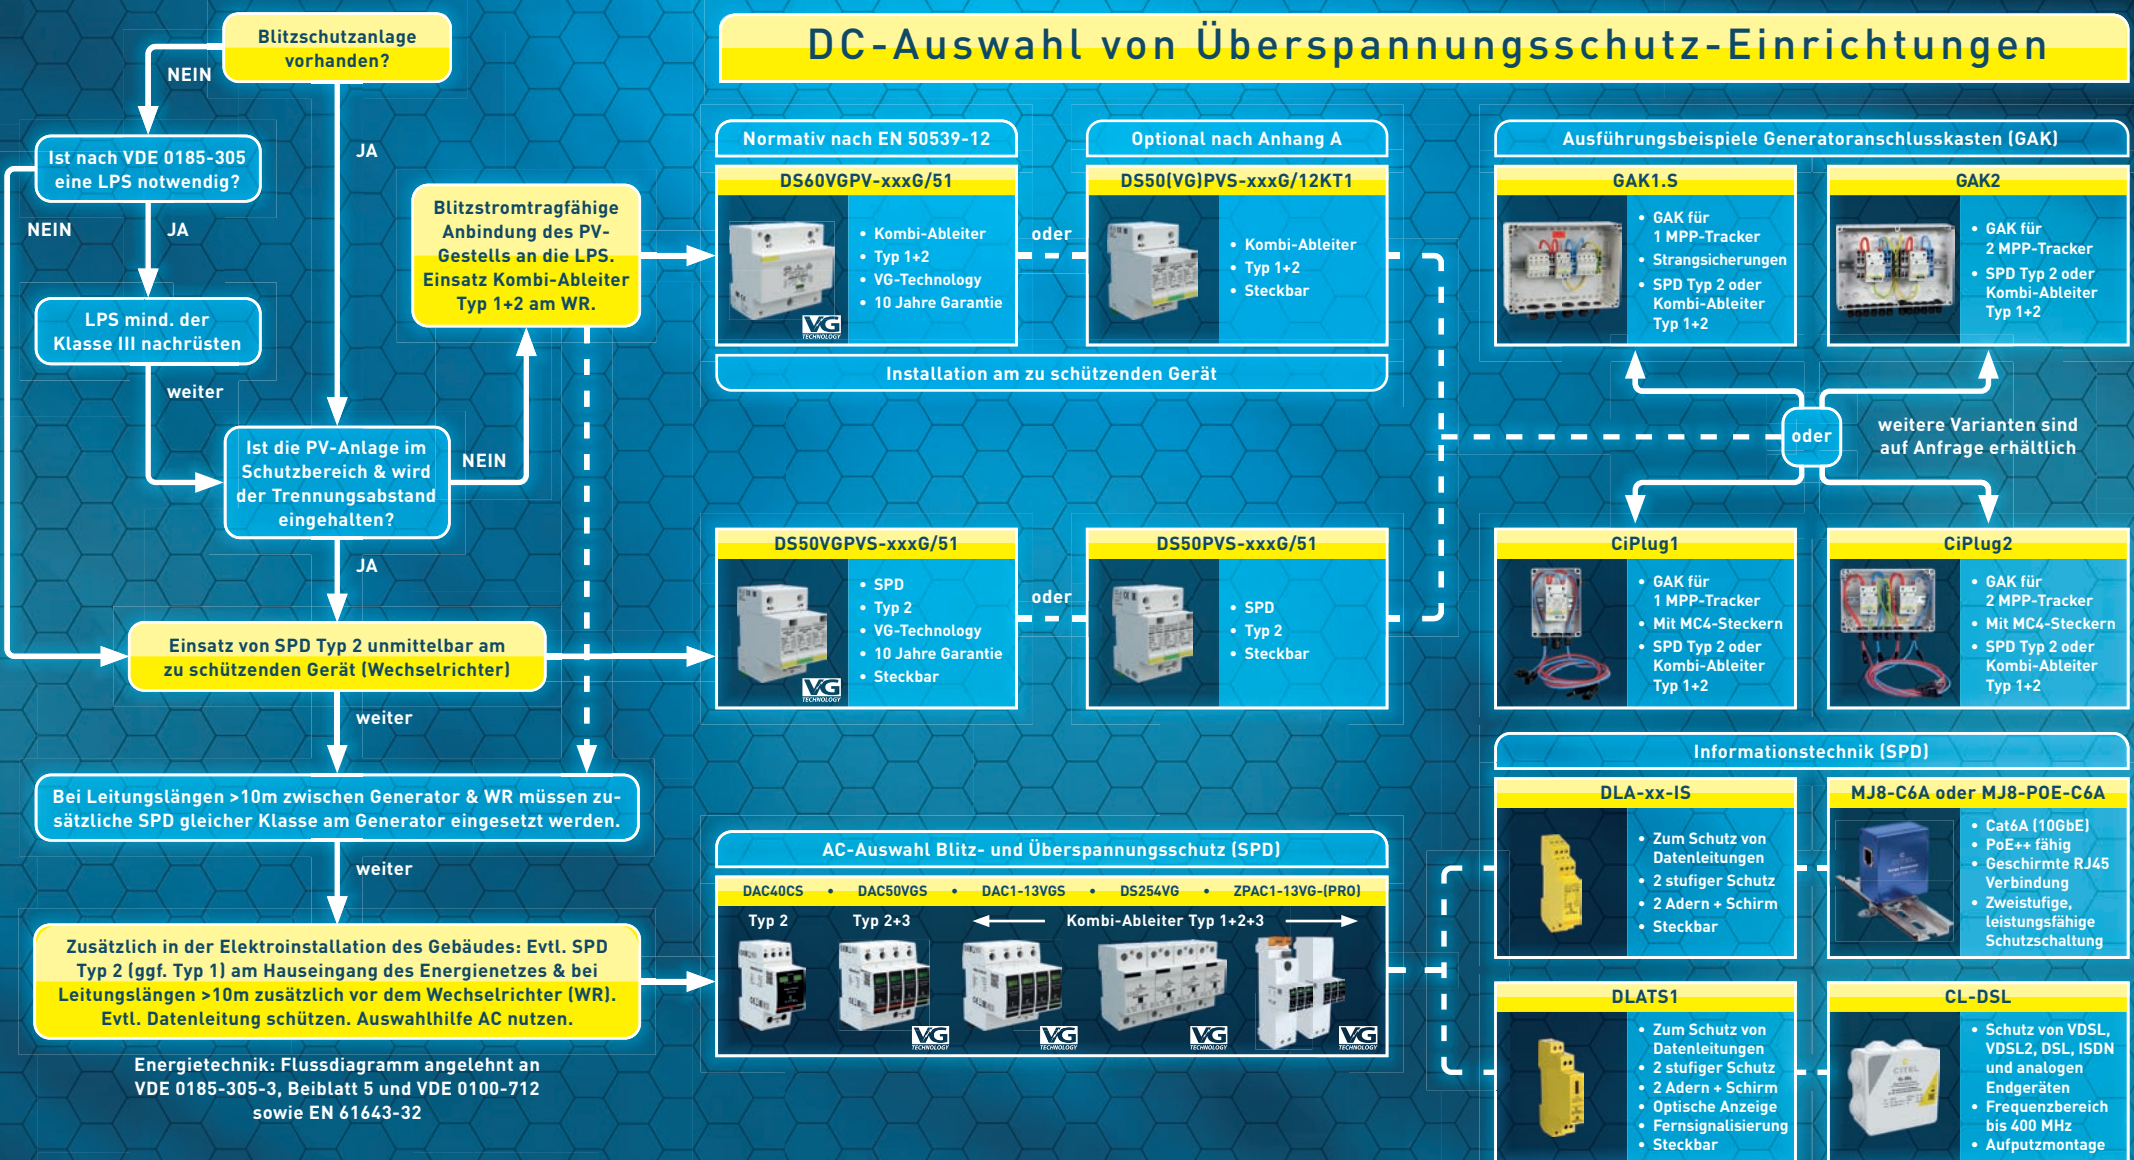 DC-Auswahl von Überspannungsschutz-Einrichtungen
Blitzschutzanlage
vorhanden?
NEIN
JA
Ist nach VDE 0185-305
eine LPS notwendig?
NEIN
JA
LPS mind. der
Klasse III nachrüsten
weiter
Ist die PV-Anlage im
Schutzbereich & wird
der Trennungsabstand
eingehalten?
NEIN
JA
Blitzstromtragfähige
Anbindung des PV-
Gestells an die LPS.
Einsatz Kombi-Ableiter
Typ 1+2 am WR.
Einsatz von SPD Typ 2 unmittelbar am
zu schützenden Gerät (Wechselrichter)
weiter
Bei Leitungslängen >10m zwischen Generator & WR müssen zu-
sätzliche SPD gleicher Klasse am Generator eingesetzt werden.
weiter
Zusätzlich in der Elektroinstallation des Gebäudes: Evtl. SPD
Typ 2 (ggf. Typ 1) am Hauseingang des Energienetzes & bei
Leitungslängen >10m zusätzlich vor dem Wechselrichter (WR).
Evtl. Datenleitung schützen. Auswahlhilfe AC nutzen.
Energietechnik: Flussdiagramm angelehnt an
VDE 0185-305-3, Beiblatt 5 und VDE 0100-712
sowie EN 61643-32
Normativ nach EN 50539-12
DS60VGPV-xxxG/51
• Kombi-Ableiter
• Typ 1+2
• VG-Technology
• 10 Jahre Garantie
VG
TECHNOLOGY
oder
Optional nach Anhang A
DS50(VG)PVS-xxxG/12KT1
• Kombi-Ableiter
• Typ 1+2
• Steckbar
Installation am zu schützenden Gerät
DS50VGPVS-xxxG/51
• SPD
• Typ 2
• VG-Technology
• 10 Jahre Garantie
• Steckbar
VG
TECHNOLOGY
oder
DS50PVS-xxxG/51
• SPD
• Typ 2
• Steckbar
AC-Auswahl Blitz- und Überspannungsschutz (SPD)
DAC40CS • DAC50VGS • DAC1-13VGS • DS254VG • ZPAC1-13VG-(PRO)
Typ 2 Typ 2+3 Kombi-Ableiter Typ 1+2+3
VG
TECHNOLOGY
VG
TECHNOLOGY
VG
TECHNOLOGY
VG
TECHNOLOGY
Ausführungsbeispiele Generatoranschlusskasten (GAK)
GAK1.S
• GAK für
1 MPP-Tracker
• Strangsicherungen
• SPD Typ 2 oder
Kombi-Ableiter
Typ 1+2
GAK2
• GAK für
2 MPP-Tracker
• SPD Typ 2 oder
Kombi-Ableiter
Typ 1+2
oder
weitere Varianten sind
auf Anfrage erhältlich
CiPlug1
• GAK für
1 MPP-Tracker
• Mit MC4-Steckern
• SPD Typ 2 oder
Kombi-Ableiter
Typ 1+2
CiPlug2
• GAK für
2 MPP-Tracker
• Mit MC4-Steckern
• SPD Typ 2 oder
Kombi-Ableiter
Typ 1+2
Informationstechnik (SPD)
DLA-xx-IS
• Zum Schutz von
Datenleitungen
• 2 stufiger Schutz
• 2 Adern + Schirm
• Steckbar
MJ8-C6A oder MJ8-POE-C6A
• Cat6A (10GbE)
• PoE++ fähig
• Geschirmte RJ45
Verbindung
• Zweistufige,
leistungsfähige
Schutzschaltung
DLATS1
• Zum Schutz von
Datenleitungen
• 2 stufiger Schutz
• 2 Adern + Schirm
• Optische Anzeige
• Fernsignalisierung
• Steckbar
CL-DSL
CITEL
• Schutz von VDSL,
VDSL2, DSL, ISDN
und analogen
Endgeräten
• Frequenzbereich
bis 400 MHz
• Aufputzmontage